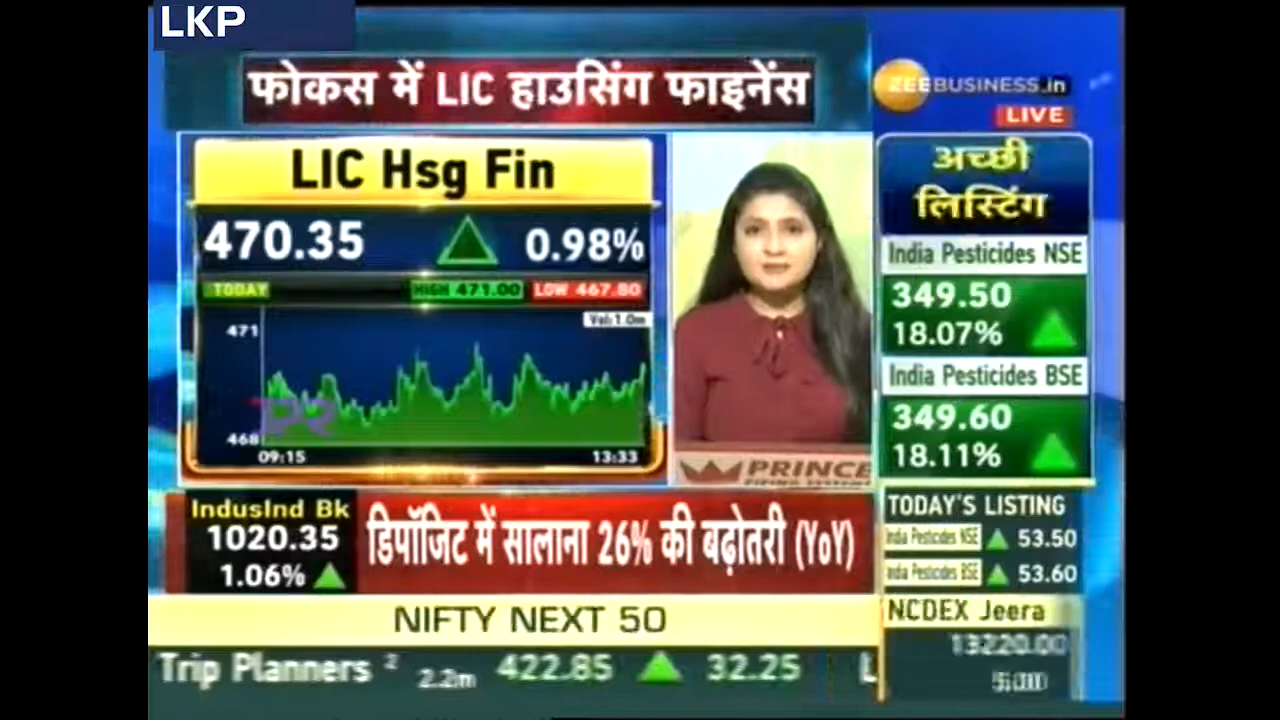 LKP
फोकस में LIC हाउसिंग फाइनेंस
ZEEBUSINESS.in
LIVE
LIC Hsg Fin
470.35 0.98%
TODAY HIGH 471.00 LOW 467.80
Vol:1.0m
471
468
09:15 13:33
PRINCE
PIPING SYSTEMS
अच्छी
लिस्टिंग
India Pesticides NSE
349.50
18.07%
India Pesticides BSE
349.60
18.11%
IndusInd Bk
1020.35
1.06%
डिपॉजिट में सालाना 26% की बढ़ोतरी (YoY)
TODAY'S LISTING
India Pesticides NSE 53.50
India Pesticides BSE 53.60
NIFTY NEXT 50
NCDEX Jeera
13220.00
Trip Planners 2 2.2m 422.85 32.25 L